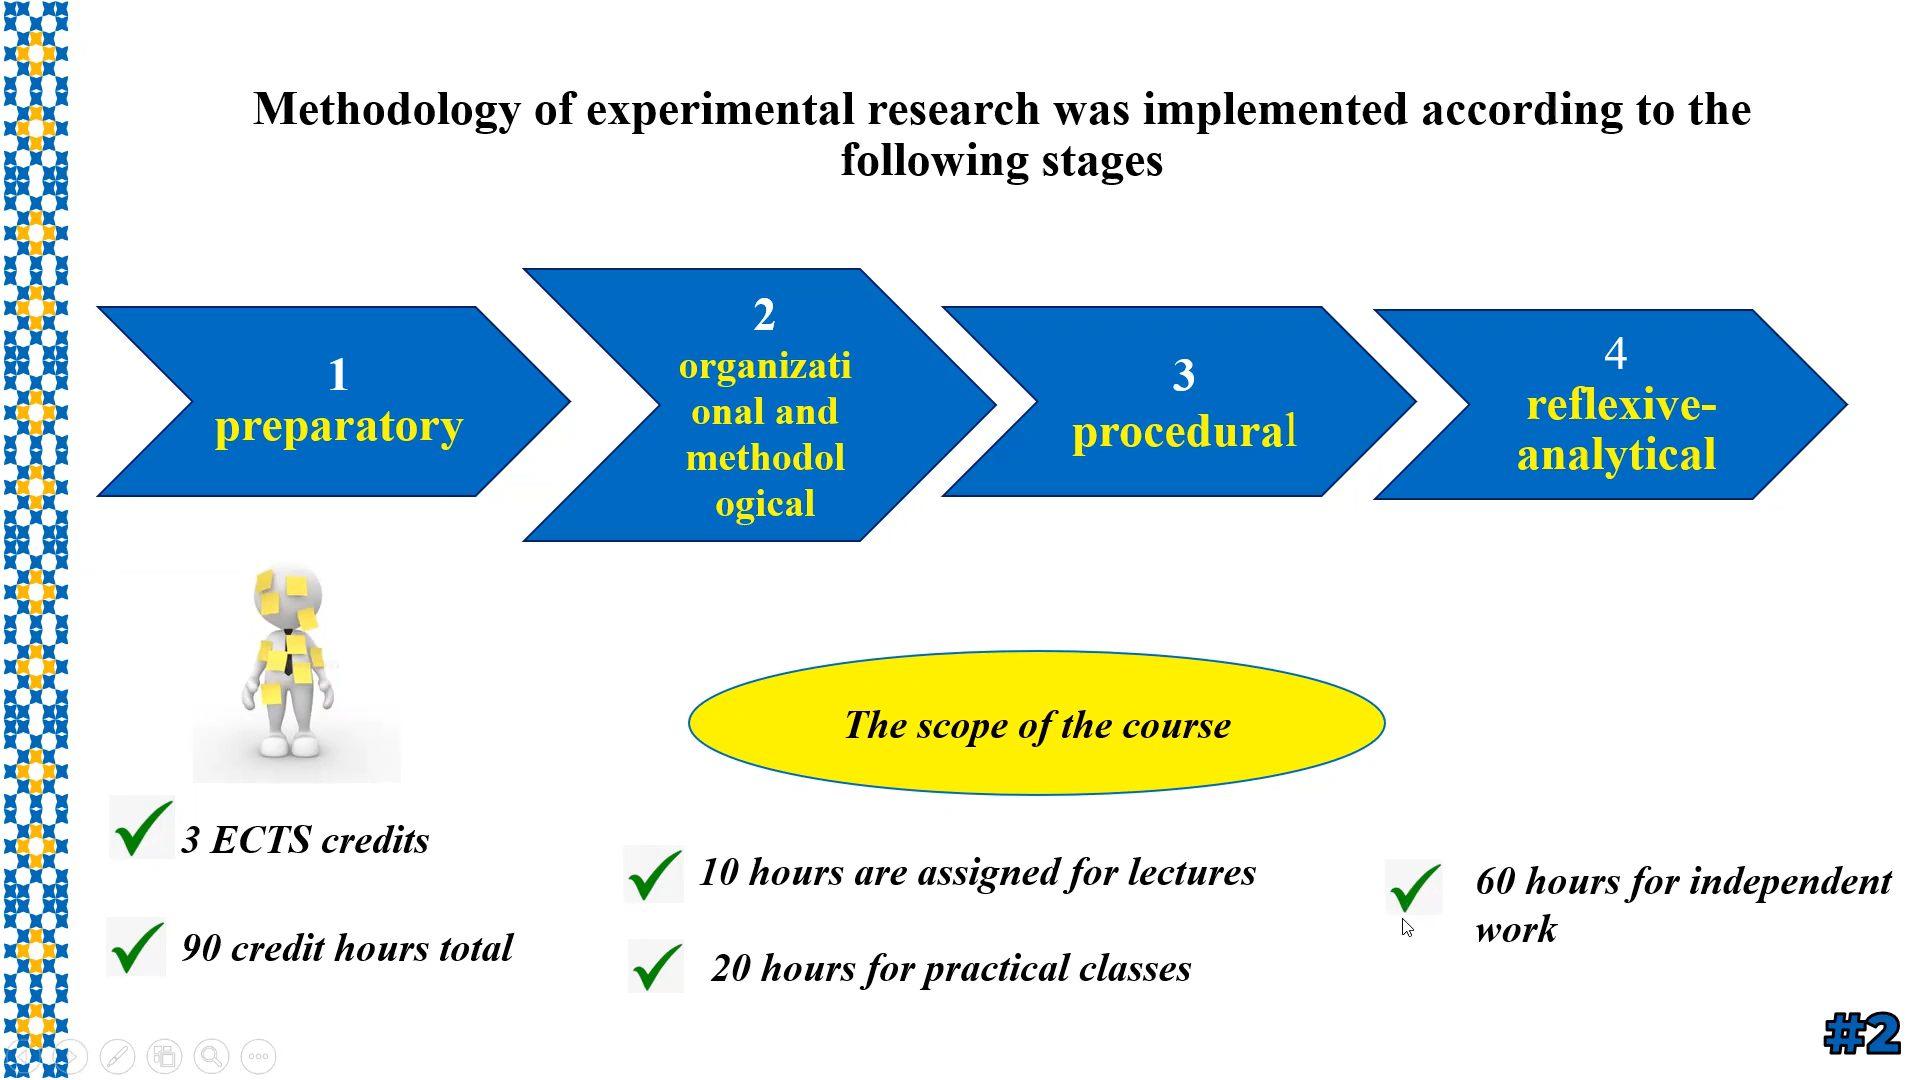 Methodology of experimental research was implemented according to the
following stages
1
preparatory
2
organizati
onal and
methodol
ogical
3
procedural
4
reflexive-
analytical
The scope of the course
3 ECTS credits
90 credit hours total
10 hours are assigned for lectures
20 hours for practical classes
60 hours for independent
work
#2